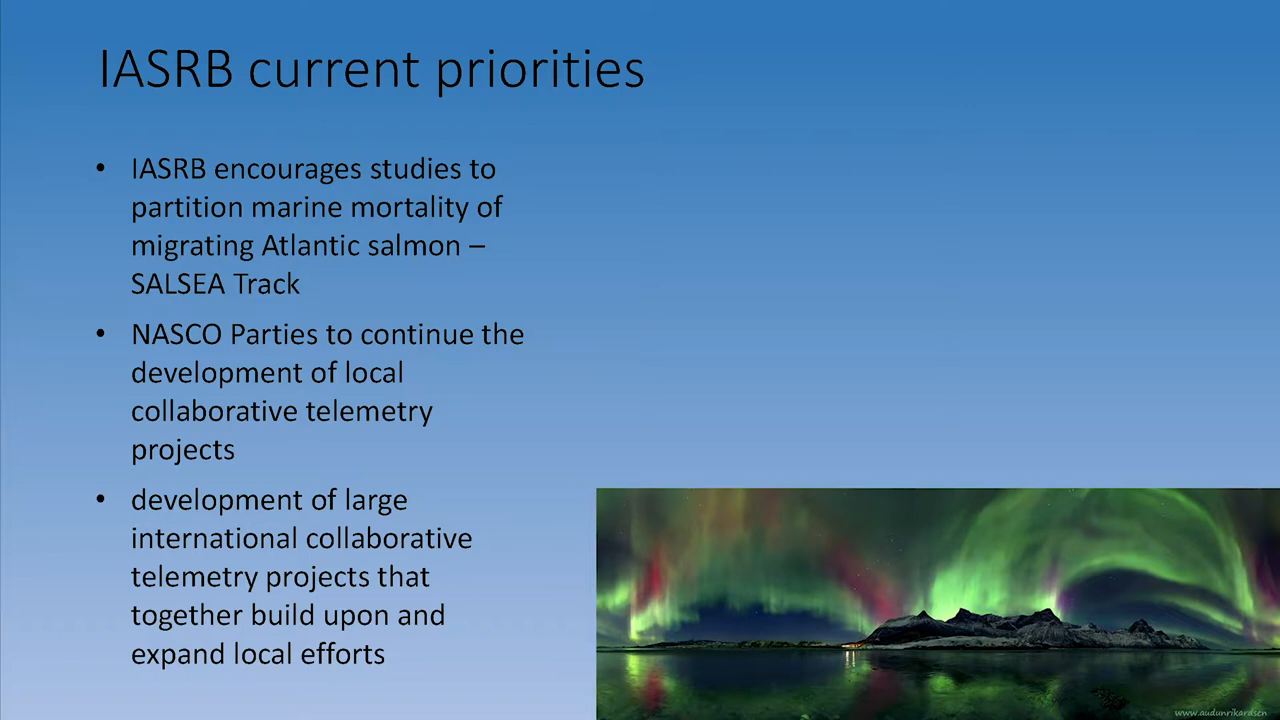 IASRB current priorities
• IASRB encourages studies to
partition marine mortality of
migrating Atlantic salmon –
SALSEA Track
• NASCO Parties to continue the
development of local
collaborative telemetry
projects
• development of large
international collaborative
telemetry projects that
together build upon and
expand local efforts
www.audunrikardsen